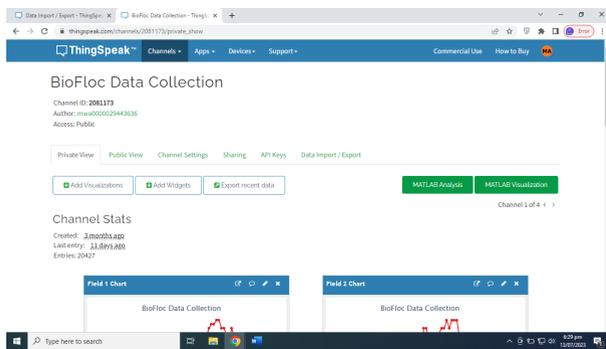 Data Import / Export - ThingSpe
BioFloc Data Collection - ThingS
thingspeak.com/channels/2081173/private_show
Error
ThingSpeak™ Channels Apps Devices Support Commercial Use How to Buy MA
BioFloc Data Collection
Channel ID: 2081173
Author: mwa0000029443636
Access: Public
Private View Public View Channel Settings Sharing API Keys Data Import / Export
Add Visualizations Add Widgets Export recent data MATLAB Analysis MATLAB Visualization
Channel 1 of 4 < >
Channel Stats
Created: 3 months ago
Last entry: 11 days ago
Entries: 20427
Field 1 Chart Field 2 Chart
BioFloc Data Collection BioFloc Data Collection
Type here to search
6:29 pm
13/07/2023